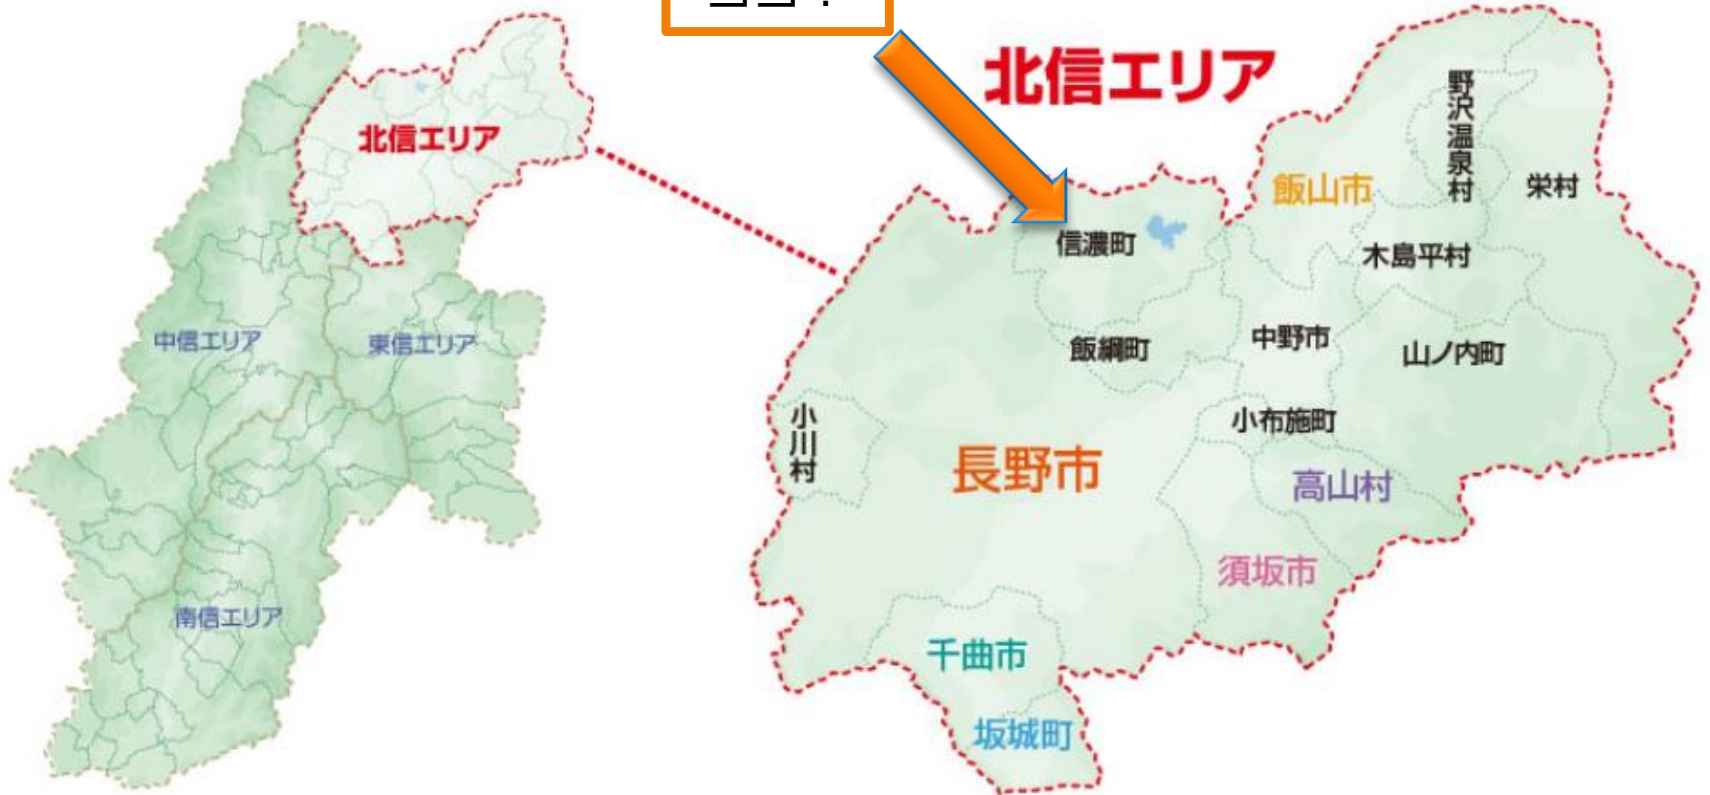 北信エリア
中信エリア
東信エリア
南信エリア
北信エリア
野沢温泉村
飯山市
栄村
信濃町
木島平村
飯綱町
中野市
山ノ内町
小川村
小布施町
長野市
高山村
須坂市
千曲市
坂城町